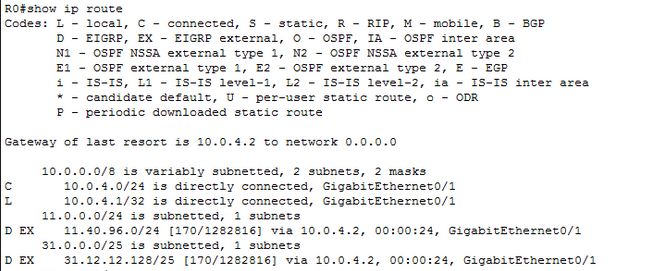 R0#show ip route
Codes: L - local, C - connected, S - static, R - RIP, M - mobile, B - BGP
D - EIGRP, EX - EIGRP external, O - OSPF, IA - OSPF inter area
N1 - OSPF NSSA external type 1, N2 - OSPF NSSA external type 2
E1 - OSPF external type 1, E2 - OSPF external type 2, E - EGP
i - IS-IS, L1 - IS-IS level-1, L2 - IS-IS level-2, ia - IS-IS inter area
* - candidate default, U - per-user static route, o - ODR
P - periodic downloaded static route
Gateway of last resort is 10.0.4.2 to network 0.0.0.0
10.0.0.0/8 is variably subnetted, 2 subnets, 2 masks
C 10.0.4.0/24 is directly connected, GigabitEthernet0/1
L 10.0.4.1/32 is directly connected, GigabitEthernet0/1
11.0.0.0/24 is subnetted, 1 subnets
D EX 11.40.96.0/24 [170/1282816] via 10.0.4.2, 00:00:24, GigabitEthernet0/1
31.0.0.0/25 is subnetted, 1 subnets
D EX 31.12.12.128/25 [170/1282816] via 10.0.4.2, 00:00:24, GigabitEthernet0/1